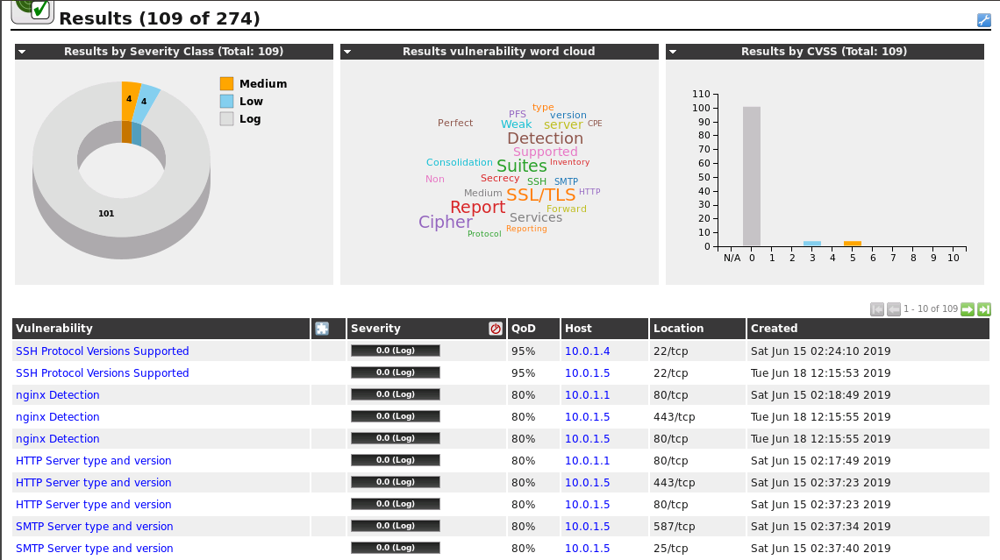 Results (109 of 274)
Results by Severity Class (Total: 109)
4
4
101
Medium
Low
Log
Results vulnerability word cloud
type
PFS
version
Perfect
Weak
server
CPE
Detection
Supported
Consolidation
Suites
Inventory
Non
Secrecy
SSH
SMTP
Medium
SSL/TLS
HTTP
Report
Forward
Cipher
Services
Protocol
Reporting
Results by CVSS (Total: 109)
110
100
90
80
70
60
50
40
30
20
10
0
N/A 0 1 2 3 4 5 6 7 8 9 10
1 - 10 of 109
Vulnerability Severity QoD Host Location Created
SSH Protocol Versions Supported 0.0 (Log) 95% 10.0.1.4 22/tcp Sat Jun 15 02:24:10 2019
SSH Protocol Versions Supported 0.0 (Log) 95% 10.0.1.5 22/tcp Tue Jun 18 12:15:53 2019
nginx Detection 0.0 (Log) 80% 10.0.1.1 80/tcp Sat Jun 15 02:18:49 2019
nginx Detection 0.0 (Log) 80% 10.0.1.5 443/tcp Tue Jun 18 12:15:55 2019
nginx Detection 0.0 (Log) 80% 10.0.1.5 80/tcp Tue Jun 18 12:15:55 2019
HTTP Server type and version 0.0 (Log) 80% 10.0.1.1 80/tcp Sat Jun 15 02:17:49 2019
HTTP Server type and version 0.0 (Log) 80% 10.0.1.5 443/tcp Sat Jun 15 02:37:23 2019
HTTP Server type and version 0.0 (Log) 80% 10.0.1.5 80/tcp Sat Jun 15 02:37:23 2019
SMTP Server type and version 0.0 (Log) 80% 10.0.1.5 587/tcp Sat Jun 15 02:37:34 2019
SMTP Server type and version 0.0 (Log) 80% 10.0.1.5 25/tcp Sat Jun 15 02:37:40 2019